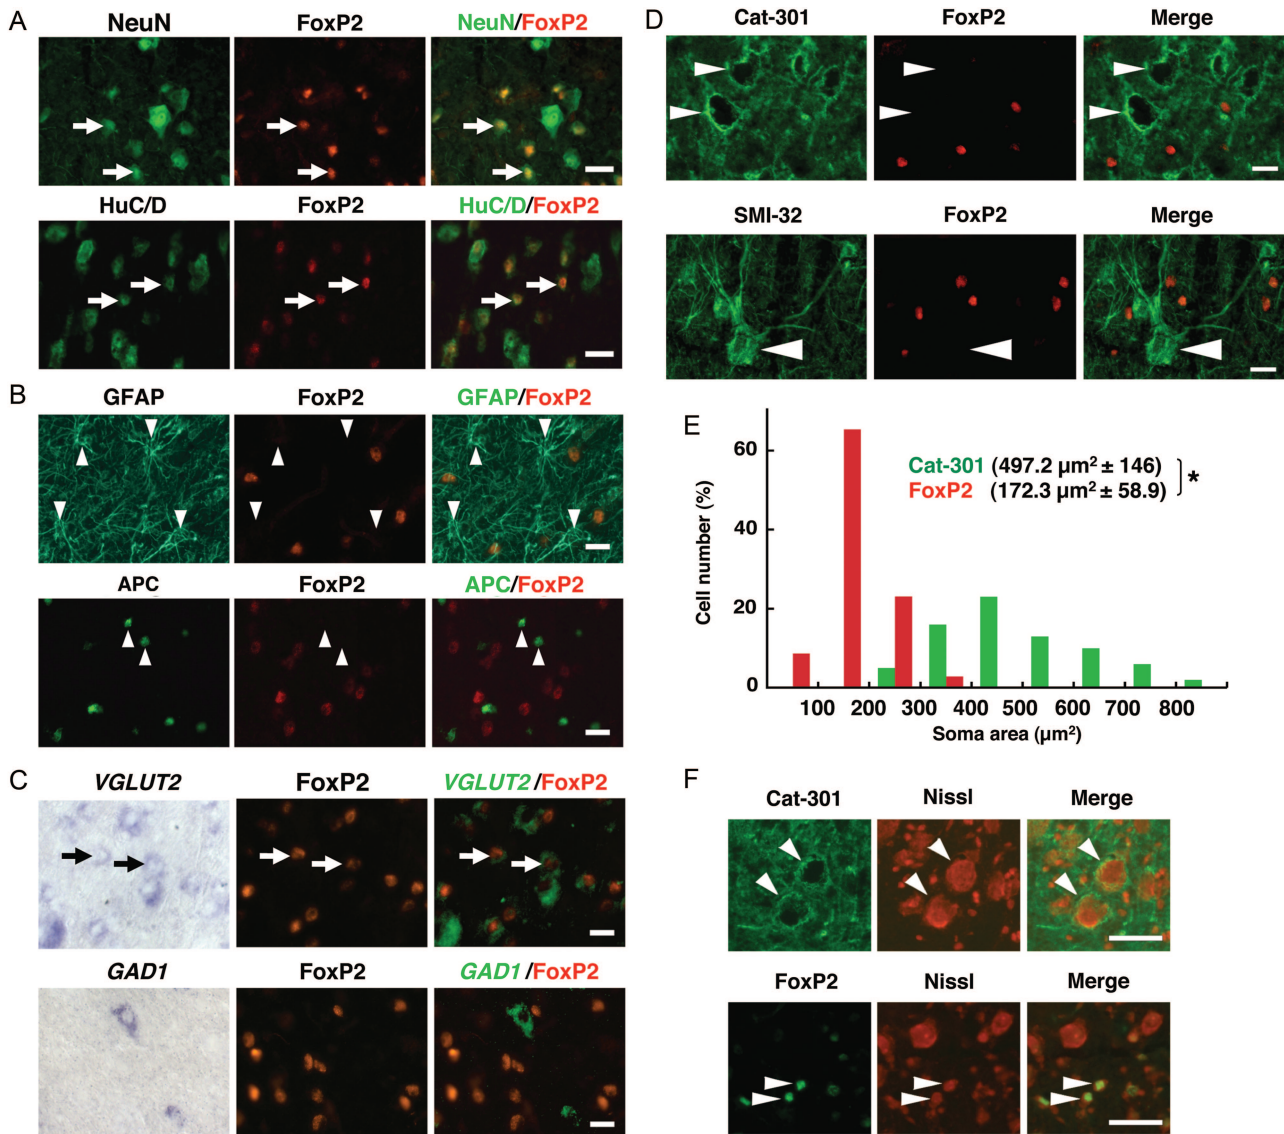 A
NeuN FoxP2 NeuN/FoxP2
HuC/D FoxP2 HuC/D/FoxP2
B
GFAP FoxP2 GFAP/FoxP2
APC FoxP2 APC/FoxP2
C
VGLUT2 FoxP2 VGLUT2/FoxP2
GAD1 FoxP2 GAD1/FoxP2
D
Cat-301 FoxP2 Merge
SMI-32 FoxP2 Merge
E
Cell number (%)
60
40
20
0
Cat-301 (497.2 µm² ± 146)
FoxP2 (172.3 µm² ± 58.9)
*
100 200 300 400 500 600 700 800
Soma area (µm²)
F
Cat-301 Nissl Merge
FoxP2 Nissl Merge